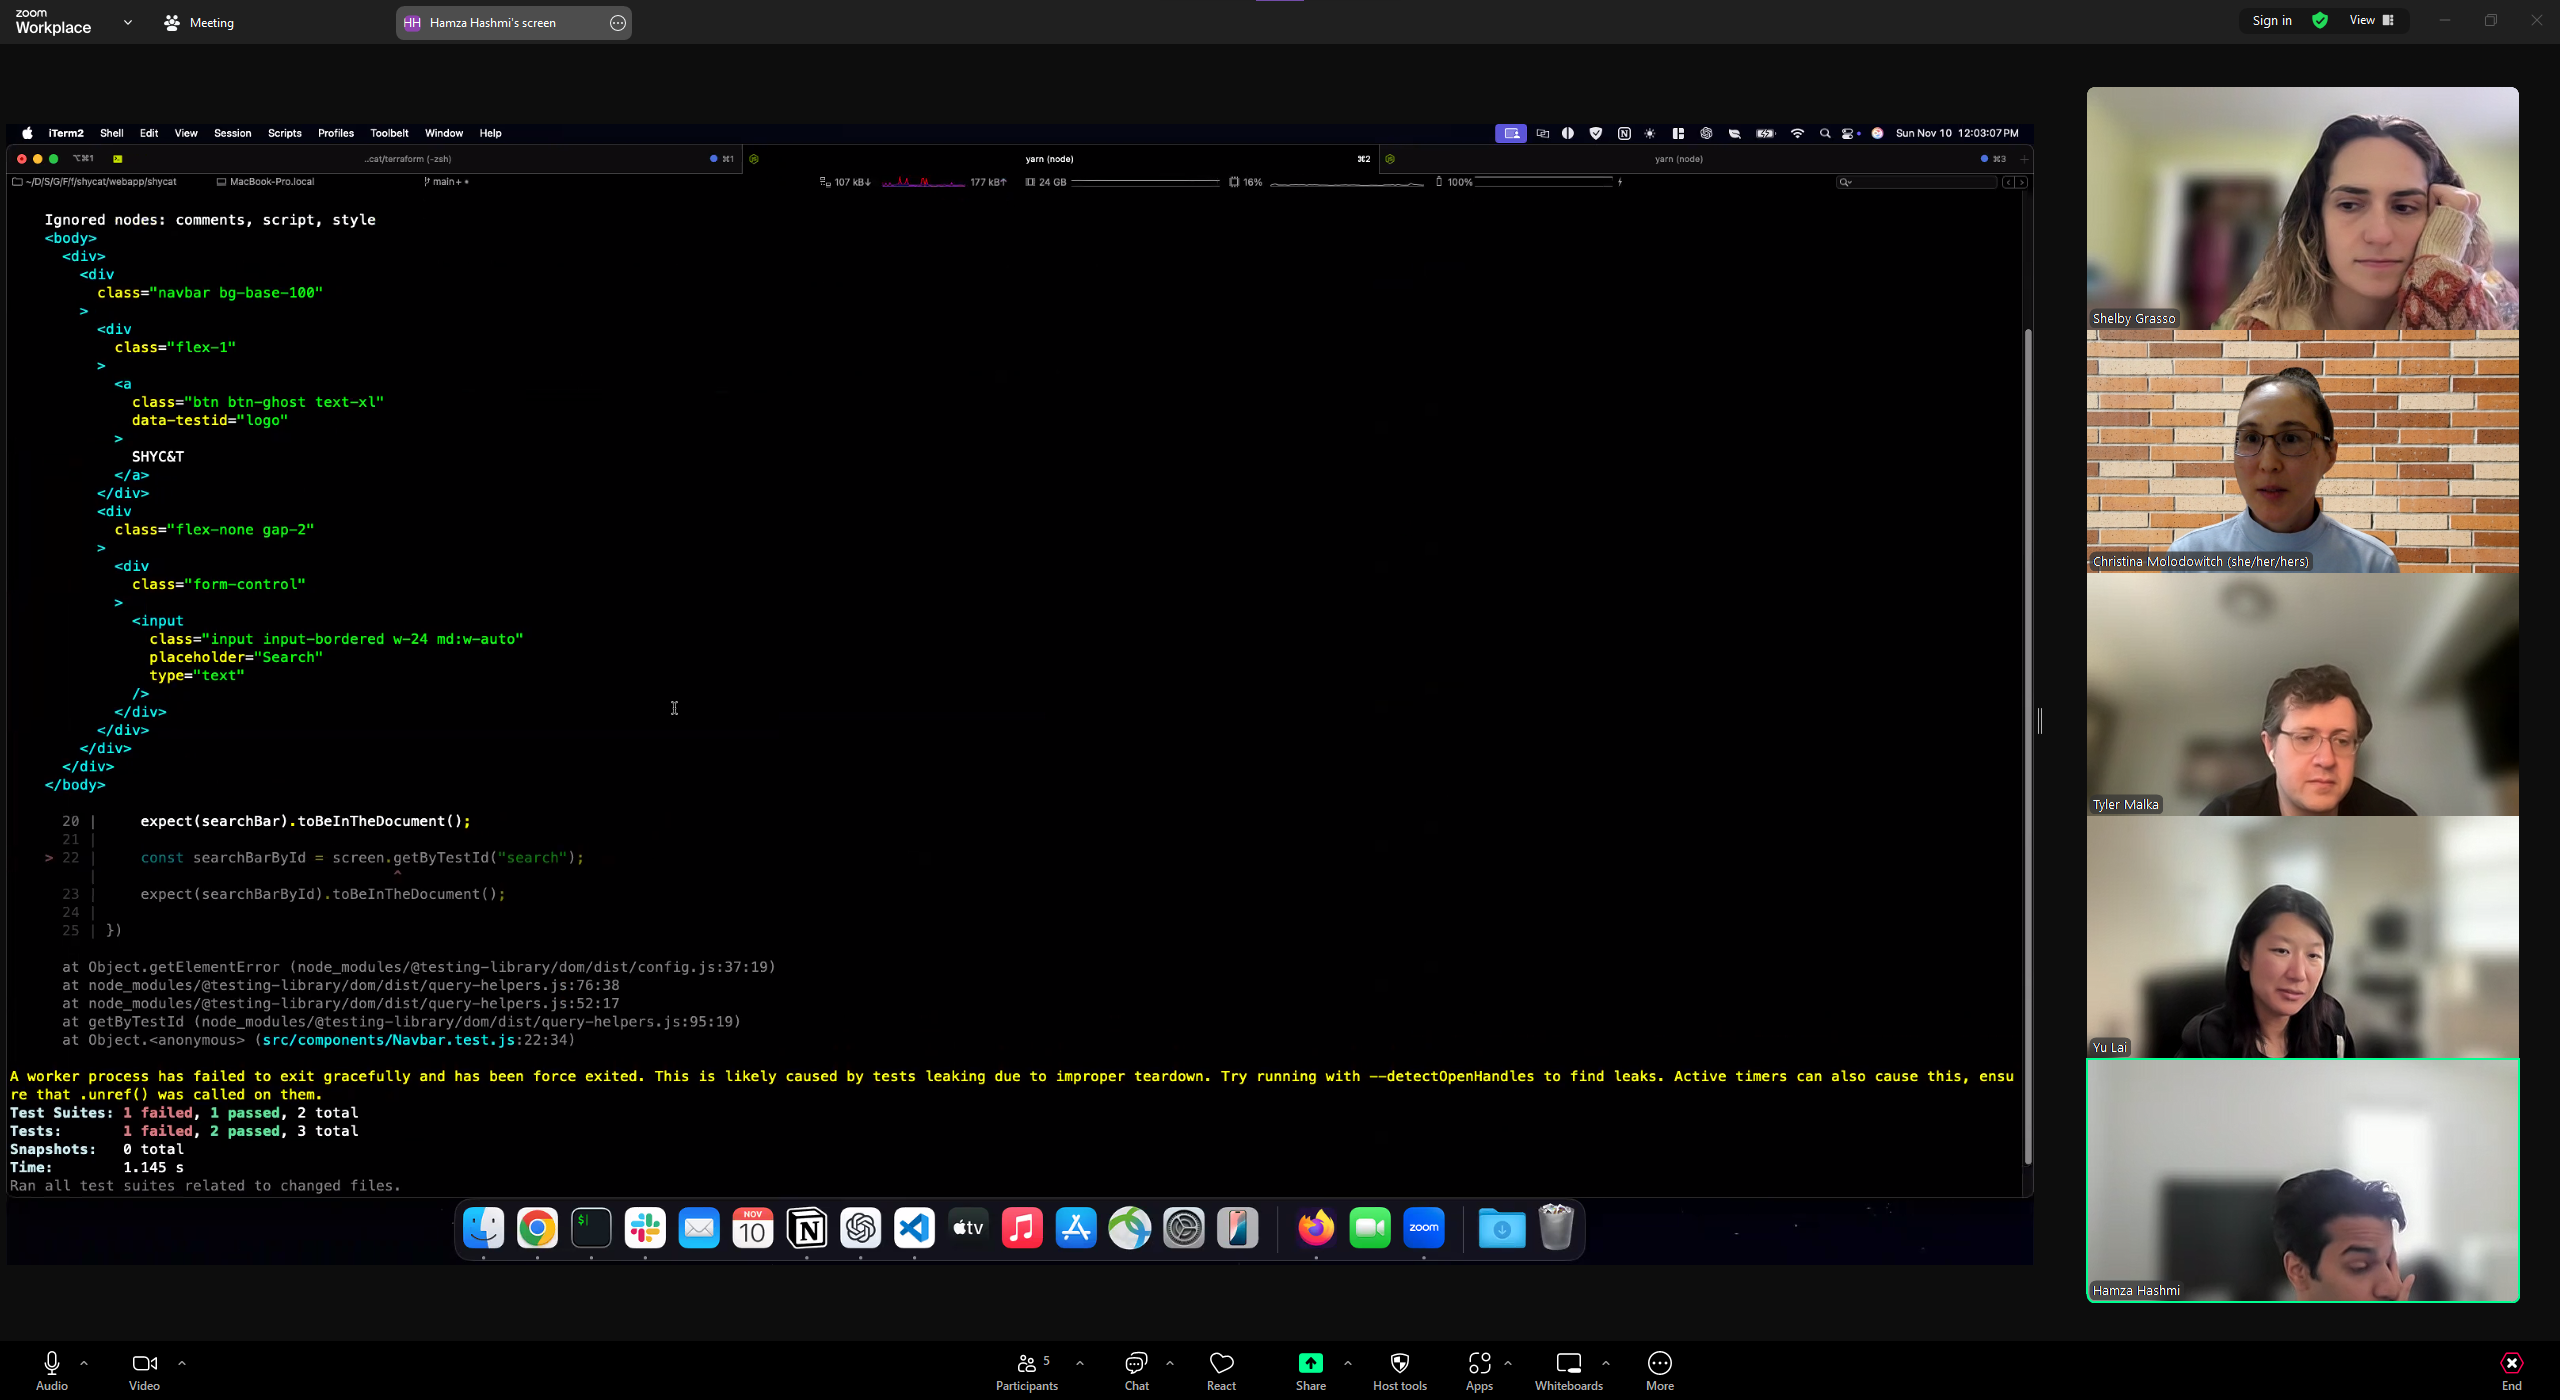 zoom
Workplace
Meeting
HH Hamza Hashmi's screen
Sign in
View
iTerm2 Shell Edit View Session Scripts Profiles Toolbelt Window Help
Sun Nov 10 12:03:07 PM
⌥⌘1
..cat/terraform (-zsh)
⌘1
yarn (node)
⌘2
yarn (node)
⌘3
~/D/S/G/F/f/shycat/webapp/shycat
MacBook-Pro.local
main+ •
107 kB↓
177 kB↑
24 GB
16%
100%
Ignored nodes: comments, script, style
<body>
<div>
<div
class="navbar bg-base-100"
>
<div
class="flex-1"
>
<a
class="btn btn-ghost text-xl"
data-testid="logo"
>
SHYC&T
</a>
</div>
<div
class="flex-none gap-2"
>
<div
class="form-control"
>
<input
class="input input-bordered w-24 md:w-auto"
placeholder="Search"
type="text"
/>
</div>
</div>
</div>
</div>
</body>
20 | expect(searchBar).toBeInTheDocument();
21 |
> 22 | const searchBarById = screen.getByTestId("search");
| ^
23 | expect(searchBarById).toBeInTheDocument();
24 |
25 | })
at Object.getElementError (node_modules/@testing-library/dom/dist/config.js:37:19)
at node_modules/@testing-library/dom/dist/query-helpers.js:76:38
at node_modules/@testing-library/dom/dist/query-helpers.js:52:17
at getByTestId (node_modules/@testing-library/dom/dist/query-helpers.js:95:19)
at Object.<anonymous> (src/components/Navbar.test.js:22:34)
A worker process has failed to exit gracefully and has been force exited. This is likely caused by tests leaking due to improper teardown. Try running with --detectOpenHandles to find leaks. Active timers can also cause this, ensu
re that .unref() was called on them.
Test Suites: 1 failed, 1 passed, 2 total
Tests: 1 failed, 2 passed, 3 total
Snapshots: 0 total
Time: 1.145 s
Ran all test suites related to changed files.
NOV
10
tv
zoom
Shelby Grasso
Christina Molodowitch (she/her/hers)
Tyler Malka
Yu Lai
Hamza Hashmi
Audio
Video
Participants
5
Chat
React
Share
Host tools
Apps
Whiteboards
More
End